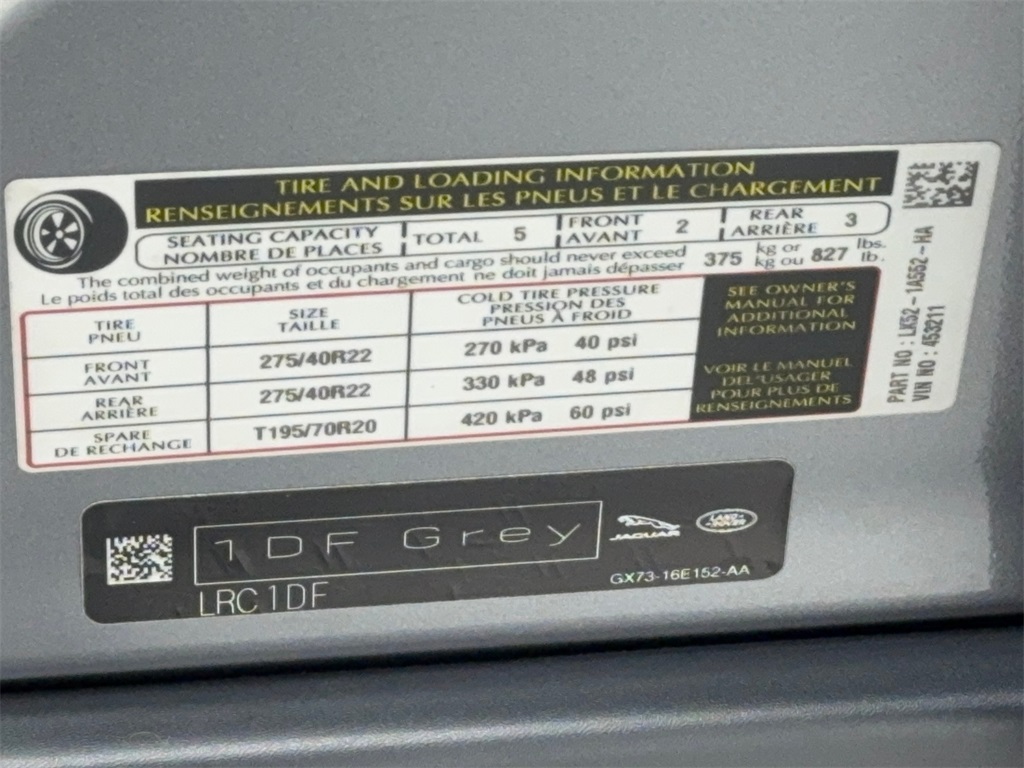 TIRE AND LOADING INFORMATION
RENSEIGNEMENTS SUR LES PNEUS ET LE CHARGEMENT
SEATING CAPACITY
NOMBRE DE PLACES
TOTAL 5
FRONT
AVANT
2
REAR
ARRIÈRE
3
The combined weight of occupants and cargo should never exceed
Le poids total des occupants et du chargement ne doit jamais dépasser
375
kg or
kg ou
827
lbs.
lb.
TIRE
PNEU
SIZE
TAILLE
COLD TIRE PRESSURE
PRESSION DES
PNEUS À FROID
FRONT
AVANT
275/40R22
270 kPa 40 psi
REAR
ARRIÈRE
275/40R22
330 kPa 48 psi
SPARE
DE RECHANGE
T195/70R20
420 kPa 60 psi
SEE OWNER'S
MANUAL FOR
ADDITIONAL
INFORMATION
VOIR LE MANUEL
DEL'USAGER
POUR PLUS DE
RENSEIGNEMENTS
PART NO : LK52-1A552-HA
VIN NO : 453211
1DF Grey
LRC1DF
JAGUAR
LAND
ROVER
GX73-16E152-AA